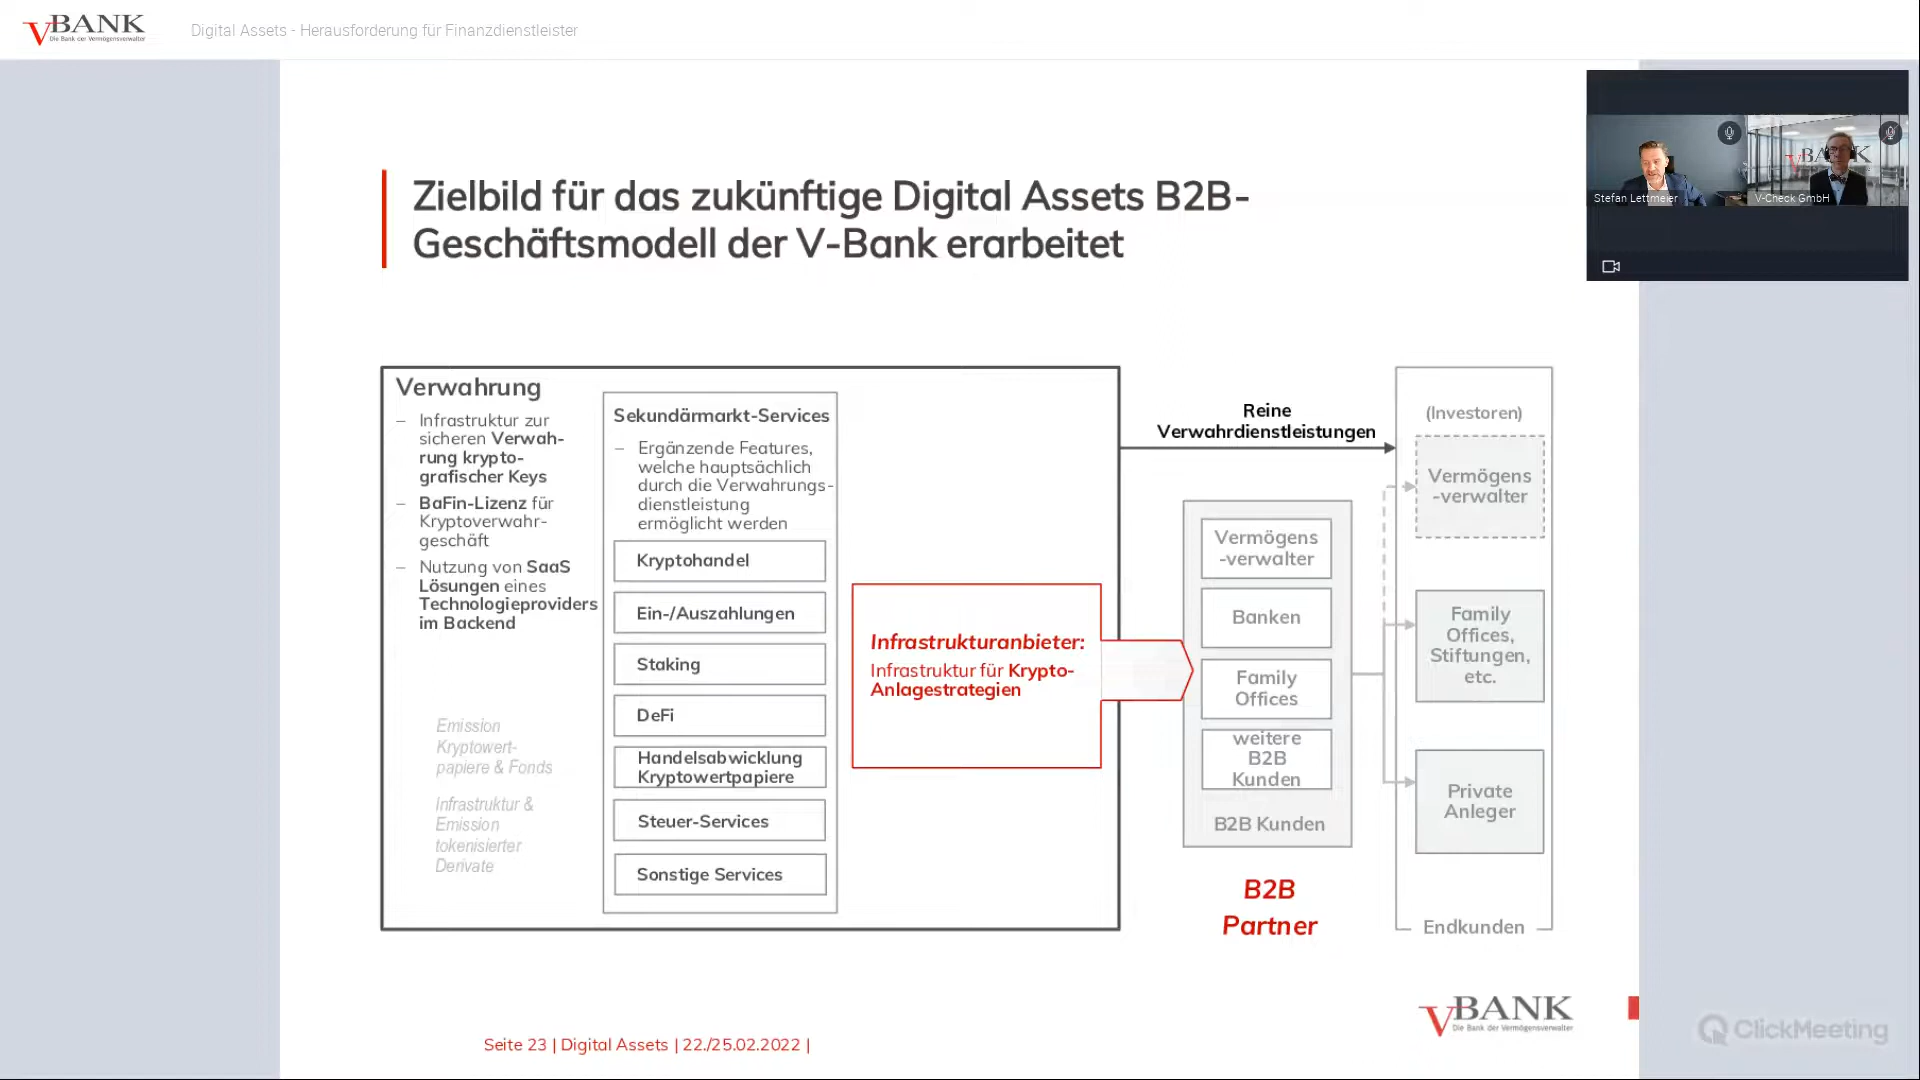 VBANK
Die Bank der Vermögensverwalter
Digital Assets - Herausforderung für Finanzdienstleister
VBANK
Stefan Lettmeier
V-Check GmbH
Zielbild für das zukünftige Digital Assets B2B-
Geschäftsmodell der V-Bank erarbeitet
Verwahrung
– Infrastruktur zur
sicheren Verwah-
rung krypto-
grafischer Keys
– BaFin-Lizenz für
Kryptoverwahr-
geschäft
– Nutzung von SaaS
Lösungen eines
Technologieproviders
im Backend
Emission
Kryptowert-
papiere & Fonds
Infrastruktur &
Emission
tokenisierter
Derivate
Sekundärmarkt-Services
– Ergänzende Features,
welche hauptsächlich
durch die Verwahrungs-
dienstleistung
ermöglicht werden
Kryptohandel
Ein-/Auszahlungen
Staking
DeFi
Handelsabwicklung
Kryptowertpapiere
Steuer-Services
Sonstige Services
Infrastrukturanbieter:
Infrastruktur für Krypto-
Anlagestrategien
Reine
Verwahrdienstleistungen
Vermögens
-verwalter
Banken
Family
Offices
weitere
B2B
Kunden
B2B Kunden
B2B
Partner
(Investoren)
Vermögens
-verwalter
Family
Offices,
Stiftungen,
etc.
Private
Anleger
Endkunden
VBANK
Die Bank der Vermögensverwalter
Seite 23 | Digital Assets | 22./25.02.2022 |
ClickMeeting